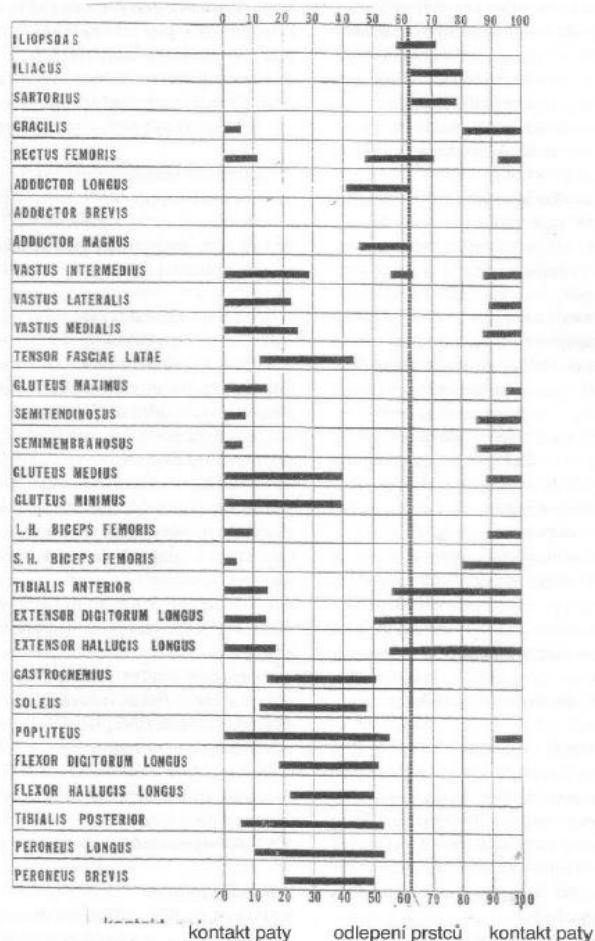 0 10 20 30 40 50 60 70 80 90 100
ILIOPSOAS
ILIACUS
SARTORIUS
GRACILIS
RECTUS FEMORIS
ADDUCTOR LONGUS
ADDUCTOR BREVIS
ADDUCTOR MAGNUS
VASTUS INTERMEDIUS
VASTUS LATERALIS
VASTUS MEDIALIS
TENSOR FASCIAE LATAE
GLUTEUS MAXIMUS
SEMITENDINOSUS
SEMIMEMBRANOSUS
GLUTEUS MEDIUS
GLUTEUS MINIMUS
L.H. BICEPS FEMORIS
S.H. BICEPS FEMORIS
TIBIALIS ANTERIOR
EXTENSOR DIGITORUM LONGUS
EXTENSOR HALLUCIS LONGUS
GASTROCNEMIUS
SOLEUS
POPLITEUS
FLEXOR DIGITORUM LONGUS
FLEXOR HALLUCIS LONGUS
TIBIALIS POSTERIOR
PERONEUS LONGUS
PERONEUS BREVIS
0 10 20 30 40 50 60 70 80 90 100
kontakt paty odlepení prstců kontakt paty